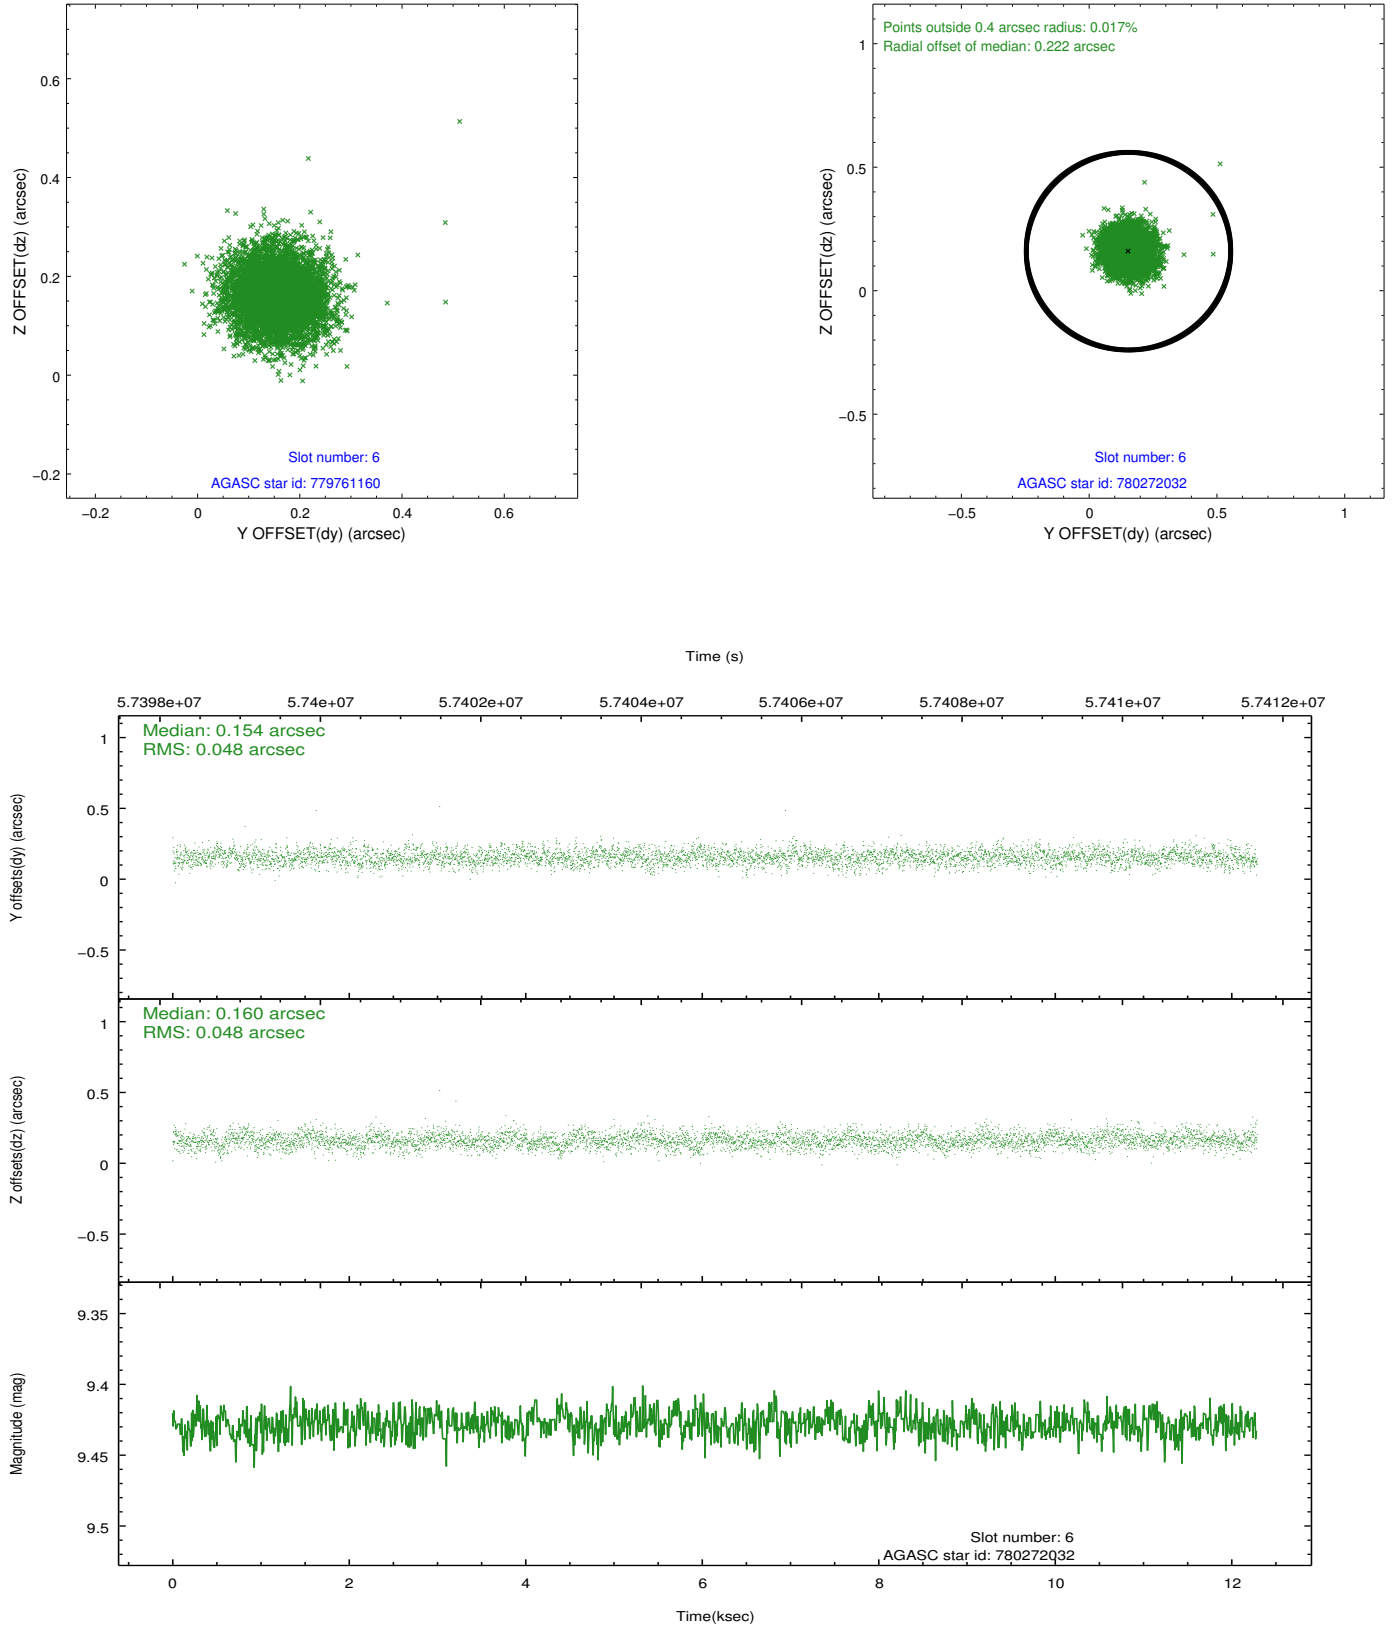 0.6
0.4
0.2
0
−0.2
Z OFFSET(dz) (arcsec)
Slot number: 6
AGASC star id: 779761160
−0.2 0 0.2 0.4 0.6
Y OFFSET(dy) (arcsec)
Points outside 0.4 arcsec radius: 0.017%
Radial offset of median: 0.222 arcsec
1
0.5
0
−0.5
Z OFFSET(dz) (arcsec)
Slot number: 6
AGASC star id: 780272032
−0.5 0 0.5 1
Y OFFSET(dy) (arcsec)
Time (s)
5.7398e+07 5.74e+07 5.7402e+07 5.7404e+07 5.7406e+07 5.7408e+07 5.741e+07 5.7412e+07
Median: 0.154 arcsec
RMS: 0.048 arcsec
1
0.5
0
−0.5
Y offsets(dy) (arcsec)
Median: 0.160 arcsec
RMS: 0.048 arcsec
1
0.5
0
−0.5
Z offsets(dz) (arcsec)
9.35
9.4
9.45
9.5
Magnitude (mag)
Slot number: 6
AGASC star id: 780272032
0 2 4 6 8 10 12
Time(ksec)